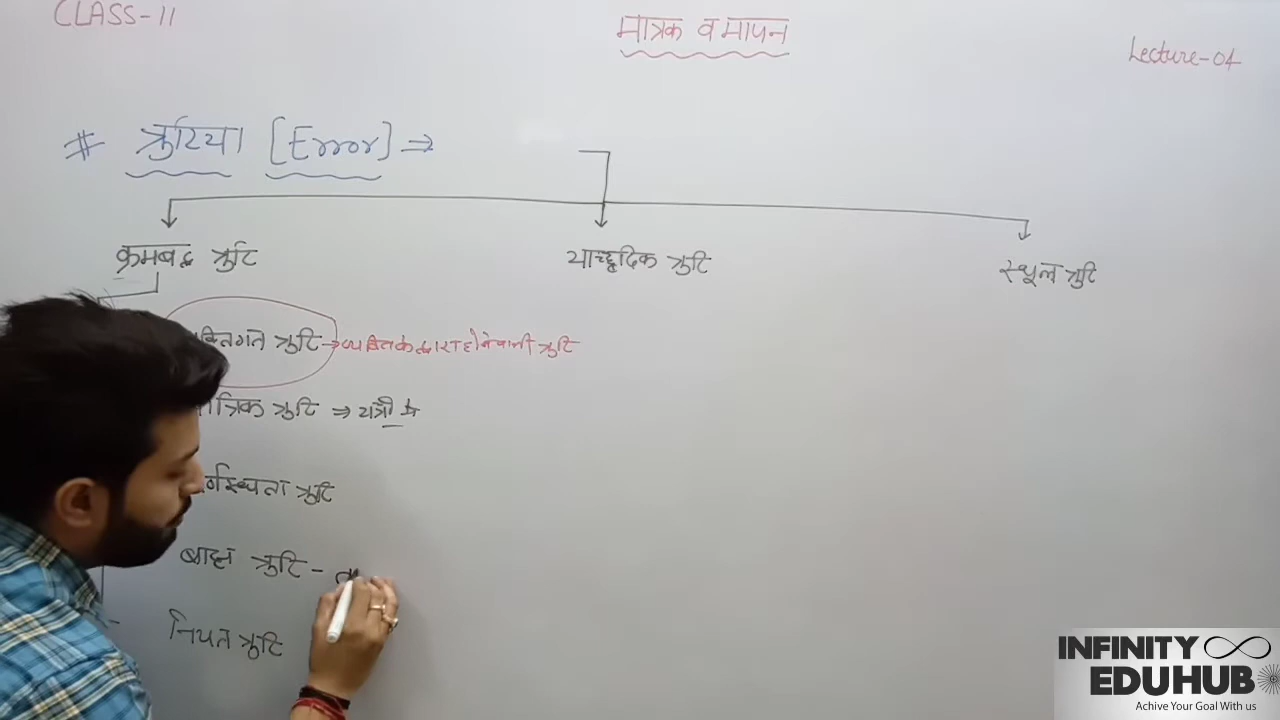 CLASS-11
मात्रक व मापन
Lecture-04
# त्रुटिया [Error] ⇒
क्रमबद्ध त्रुटि
याच्छृदिक त्रुटि
स्थूल त्रुटि
त्रुटि → व्यक्ति के द्वारा होने वाली त्रुटि
त्रुटि ⇒ यंत्रो में
त्रुटि
बाह्य त्रुटि -
नियत त्रुटि
INFINITY
EDUHUB
Achive Your Goal With us